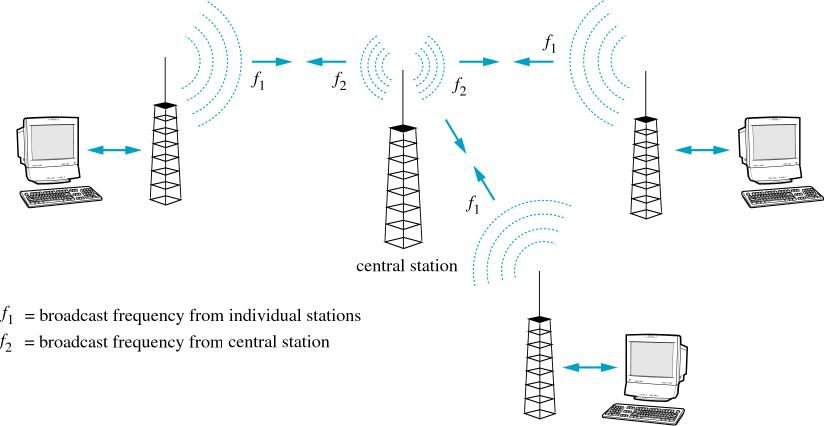 f1
f1
f2
f2
f1
central station
f1 = broadcast frequency from individual stations
f2 = broadcast frequency from central station